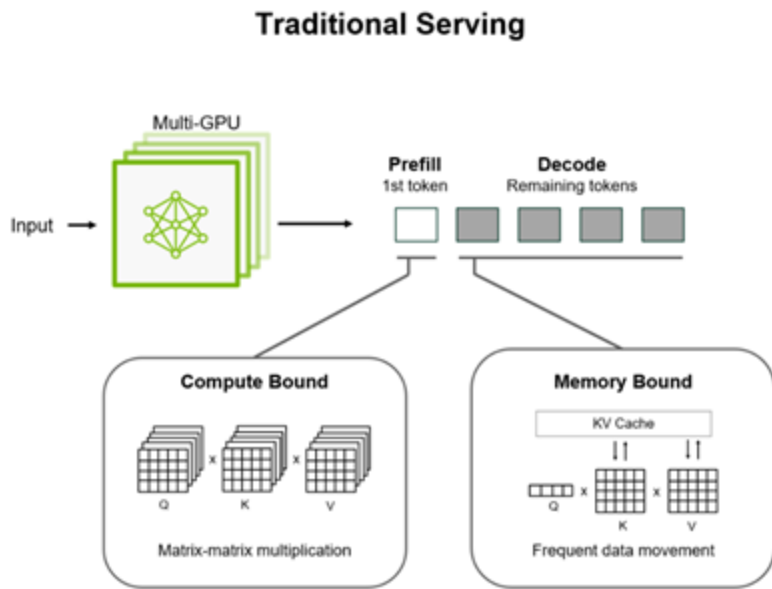 Traditional Serving
Multi-GPU
Input
Prefill
1st token
Decode
Remaining tokens
Compute Bound
x
x
Q
K
V
Matrix-matrix multiplication
Memory Bound
KV Cache
x
x
Q
K
V
Frequent data movement